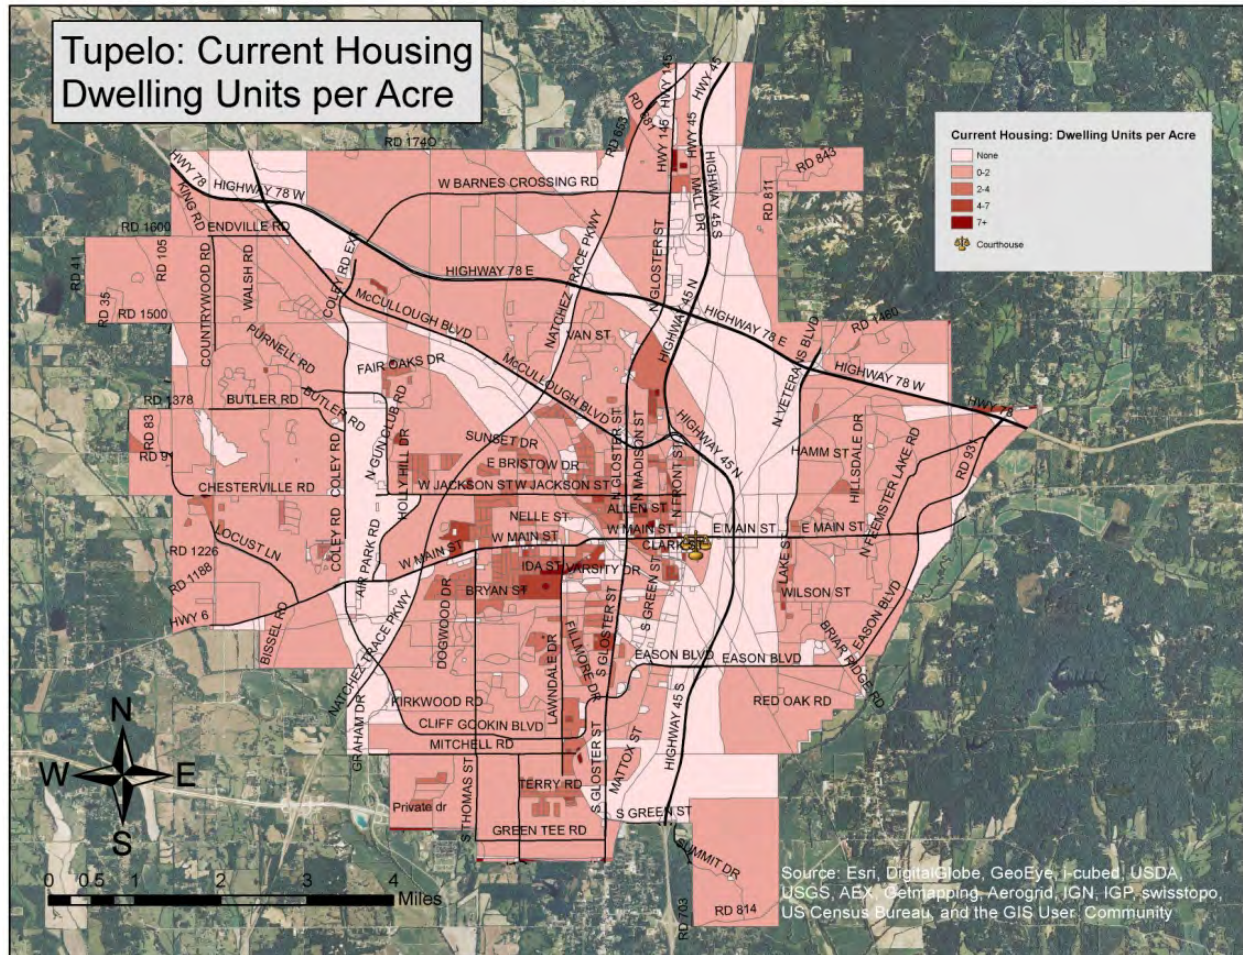 Tupelo: Current Housing
Dwelling Units per Acre
Current Housing: Dwelling Units per Acre
None
0-2
2-4
4-7
7+
Courthouse
HWY 145
HWY 45
RD 681
RD 653
HWY 145
HWY 45
HIGHWAY 45 S
MALL DR
RD 843
RD 811
RD 1740
HWY 78
HIGHWAY 78 W
KING RD
W BARNES CROSSING RD
RD 1600
ENDVILLE RD
RD 41
RD 105
COUNTRYWOOD RD
WALSH RD
COLEY RD EXT
NATCHEZ TRACE PKWY
N GLOSTER ST
HIGHWAY 78 E
HIGHWAY 45 N
RD 35
RD 1500
McCULLOUGH BLVD
VAN ST
HIGHWAY 78 E
RD 1460
PURNELL RD
FAIR OAKS DR
McCULLOUGH BLVD
N VETERANS BLVD
HIGHWAY 78 W
HWY 78
RD 1378
BUTLER RD
BUTLER RD
N GUN CLUB RD
RD 83
RD 91
COLEY RD
HOLLY HILL DR
SUNSET DR
E BRISTOW DR
N GLOSTER ST
N MADISON ST
N FRONT ST
HIGHWAY 45 N
HAMM ST
HILLSDALE DR
N FEEMSTER LAKE RD
RD 931
CHESTERVILLE RD
W JACKSON ST
W JACKSON ST
ALLEN ST
NELLE ST
W MAIN ST
W MAIN ST
W MAIN ST
E MAIN ST
E MAIN ST
LOCUST LN
RD 1226
RD 1188
COLEY RD
AIR PARK RD
IDA ST
VARSITY DR
BRYAN ST
S GREEN ST
LAKE ST
WILSON ST
HWY 6
BISSEL RD
DOGWOOD DR
FILLMORE DR
S GLOSTER ST
BRIAR RIDGE RD
EASON BLVD
NATCHEZ TRACE PKWY
LAWNDALE DR
EASON BLVD
EASON BLVD
GRAHAM DR
KIRKWOOD RD
CLIFF GOOKIN BLVD
MITCHELL RD
RED OAK RD
HIGHWAY 45 S
MATTOX ST
S GLOSTER ST
S THOMAS ST
TERRY RD
Private dr
S GREEN ST
GREEN TEE RD
SUMMIT DR
RD 814
RD 703
N
W
E
S
0
0.5
1
2
3
4
Miles
Source: Esri, DigitalGlobe, GeoEye, i-cubed, USDA,
USGS, AEX, Getmapping, Aerogrid, IGN, IGP, swisstopo,
US Census Bureau, and the GIS User Community